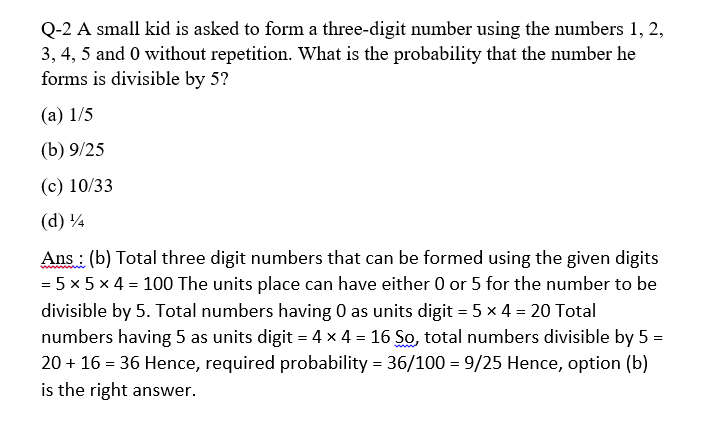 Q-2 A small kid is asked to form a three-digit number using the numbers 1, 2,
3, 4, 5 and 0 without repetition. What is the probability that the number he
forms is divisible by 5?
(a) 1/5
(b) 9/25
(c) 10/33
(d) ¼
Ans : (b) Total three digit numbers that can be formed using the given digits
= 5 × 5 × 4 = 100 The units place can have either 0 or 5 for the number to be
divisible by 5. Total numbers having 0 as units digit = 5 × 4 = 20 Total
numbers having 5 as units digit = 4 × 4 = 16 So, total numbers divisible by 5 =
20 + 16 = 36 Hence, required probability = 36/100 = 9/25 Hence, option (b)
is the right answer.